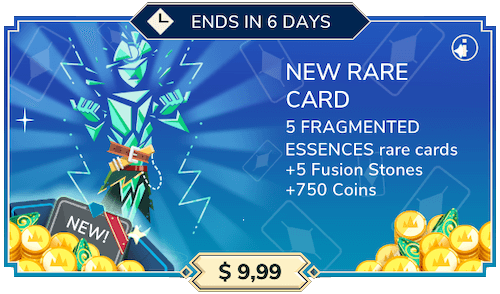 ENDS IN 6 DAYS
NEW RARE
CARD
5 FRAGMENTED
ESSENCES rare cards
+5 Fusion Stones
+750 Coins
NEW!
$ 9,99